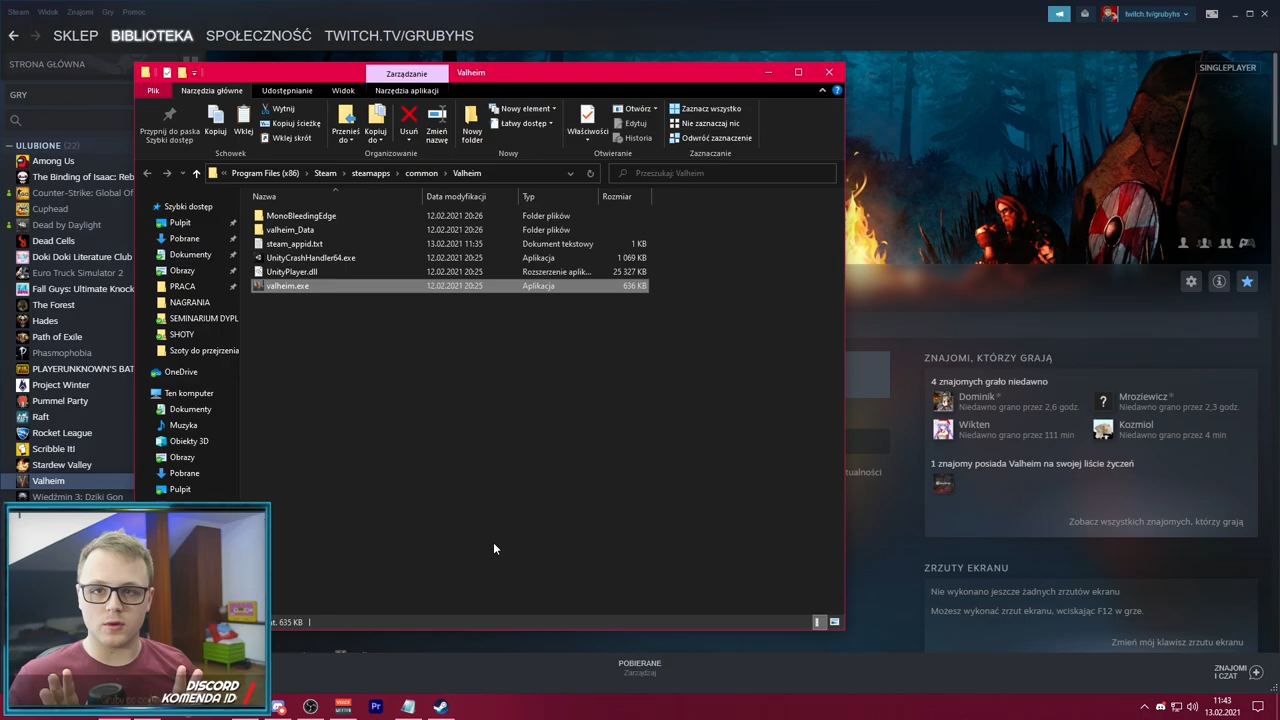 Steam Widok Znajomi Gry Pomoc
twitch.tv/grubyhs
SKLEP BIBLIOTEKA SPOŁECZNOŚĆ TWITCH.TV/GRUBYHS
STRONA GŁÓWNA
SINGLEPLAYER
GRY
ULUBIONE (22)
Among Us
The Binding of Isaac: Reb
Counter-Strike: Global Of
Cuphead
Dead by Daylight
Dead Cells
Doki Doki Literature Club
Euro Truck Simulator 2
Fall Guys: Ultimate Knock
The Forest
Hades
Path of Exile
Phasmophobia
PLAYERUNKNOWN'S BAT
Project Winter
Pummel Party
Raft
Rocket League
Scribble It!
Stardew Valley
Valheim
Wiedźmin 3: Dziki Gon
Zarządzanie
Valheim
Plik
Narzędzia główne
Udostępnianie
Widok
Narzędzia aplikacji
Przypnij do paska
Szybki dostęp
Kopiuj
Wklej
Wytnij
Kopiuj ścieżkę
Wklej skrót
Schowek
Przenieś
do
Kopiuj
do
Usuń
Zmień
nazwę
Organizowanie
Nowy
folder
Nowy element
Łatwy dostęp
Nowy
Właściwości
Otwórz
Edytuj
Historia
Otwieranie
Zaznacz wszystko
Nie zaznaczaj nic
Odwróć zaznaczenie
Zaznaczanie
Program Files (x86) Steam steamapps common Valheim
Przeszukaj: Valheim
Nazwa Data modyfikacji Typ Rozmiar
MonoBleedingEdge 12.02.2021 20:26 Folder plików
valheim_Data 12.02.2021 20:26 Folder plików
steam_appid.txt 13.02.2021 11:35 Dokument tekstowy 1 KB
UnityCrashHandler64.exe 12.02.2021 20:25 Aplikacja 1 069 KB
UnityPlayer.dll 12.02.2021 20:25 Rozszerzenie aplik... 25 327 KB
valheim.exe 12.02.2021 20:25 Aplikacja 636 KB
Szybki dostęp
Pulpit
Pobrane
Dokumenty
Obrazy
PRACA
NAGRANIA
SEMINARIUM DYPL
SHOTY
Szoty do przejrzenia
OneDrive
Ten komputer
Dokumenty
Muzyka
Obiekty 3D
Obrazy
Pobrane
Pulpit
t. 635 KB
ZNAJOMI, KTÓRZY GRAJĄ
4 znajomych grało niedawno
Dominik
Niedawno grano przez 2,6 godz.
Mroziewicz
Niedawno grano przez 2,3 godz.
Wikten
Niedawno grano przez 111 min
Kozmiol
Niedawno grano przez 4 min
1 znajomy posiada Valheim na swojej liście życzeń
tualności
Zobacz wszystkich znajomych, którzy grają
ZRZUTY EKRANU
Nie wykonano jeszcze żadnych zrzutów ekranu
Możesz wykonać zrzut ekranu, wciskając F12 w grze.
Zmień mój klawisz zrzutu ekranu
POBIERANE
Zarządzaj
ZNAJOMI
I CZAT
DISCORD
KOMENDA !D
Pr
11:43
13.02.2021